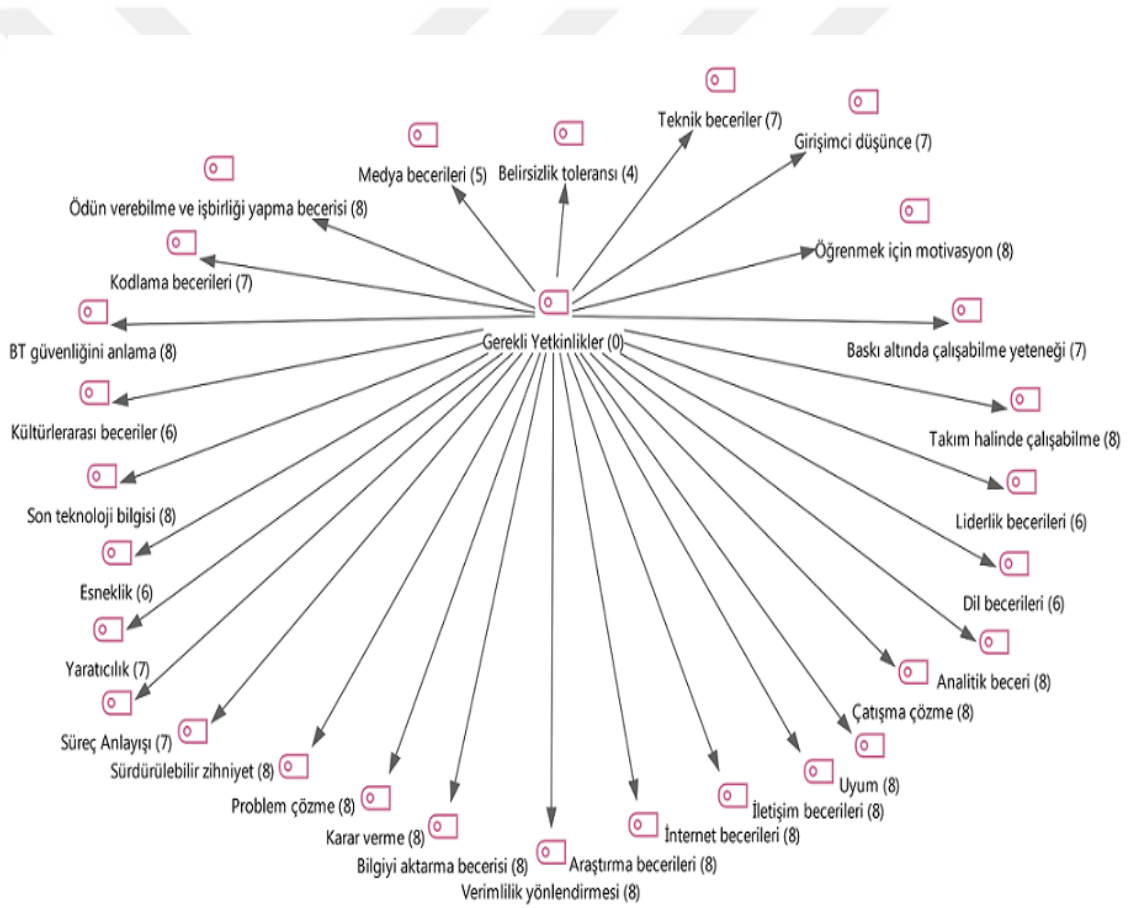 Teknik beceriler (7)
Girişimci düşünce (7)
Medya becerileri (5)
Belirsizlik toleransı (4)
Ödün verebilme ve işbirliği yapma becerisi (8)
Öğrenmek için motivasyon (8)
Kodlama becerileri (7)
Gerekli Yetkinlikler (0)
BT güvenliğini anlama (8)
Baskı altında çalışabilme yeteneği (7)
Kültürlerarası beceriler (6)
Takım halinde çalışabilme (8)
Son teknoloji bilgisi (8)
Liderlik becerileri (6)
Esneklik (6)
Dil becerileri (6)
Yaratıcılık (7)
Analitik beceri (8)
Çatışma çözme (8)
Süreç Anlayışı (7)
Sürdürülebilir zihniyet (8)
Uyum (8)
Problem çözme (8)
İletişim becerileri (8)
Karar verme (8)
İnternet becerileri (8)
Bilgiyi aktarma becerisi (8)
Araştırma becerileri (8)
Verimlilik yönlendirmesi (8)